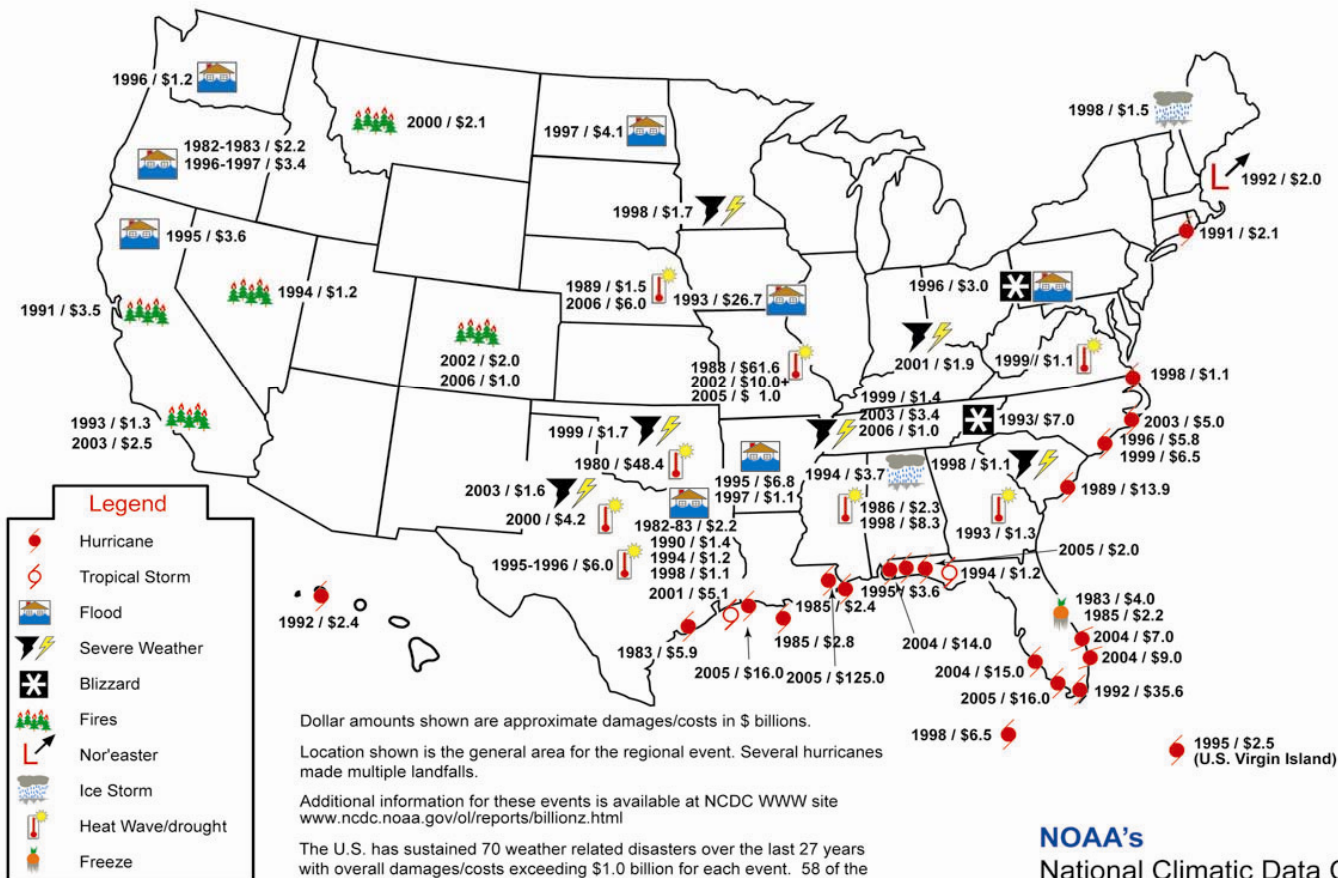 1996 / $1.2
2000 / $2.1
1997 / $4.1
1998 / $1.5
1982-1983 / $2.2
1996-1997 / $3.4
1992 / $2.0
1998 / $1.7
1995 / $3.6
1991 / $2.1
1994 / $1.2
1989 / $1.5
2006 / $6.0
1993 / $26.7
1996 / $3.0
1991 / $3.5
2002 / $2.0
2006 / $1.0
1988 / $61.6
2002 / $10.0+
2005 / $ 1.0
2001 / $1.9
1999// $1.1
1998 / $1.1
1993 / $1.3
2003 / $2.5
1999 / $1.7
1980 / $48.4
1999 / $1.4
2003 / $3.4
2006 / $1.0
1993/ $7.0
2003 / $5.0
1996 / $5.8
1999 / $6.5
1995 / $6.8
1997 / $1.1
1994 / $3.7
1998 / $1.1
1989 / $13.9
2003 / $1.6
2000 / $4.2
1986 / $2.3
1998 / $8.3
1993 / $1.3
1982-83 / $2.2
1990 / $1.4
1994 / $1.2
1998 / $1.1
2001 / $5.1
1995-1996 / $6.0
2005 / $2.0
1994 / $1.2
1995 / $3.6
1985 / $2.4
1983 / $4.0
1985 / $2.2
1992 / $2.4
1983 / $5.9
1985 / $2.8
2004 / $14.0
2004 / $7.0
2004 / $9.0
2005 / $16.0
2005 / $125.0
2004 / $15.0
2005 / $16.0
1992 / $35.6
1998 / $6.5
1995 / $2.5
(U.S. Virgin Island)
Legend
Hurricane
Tropical Storm
Flood
Severe Weather
Blizzard
Fires
Nor'easter
Ice Storm
Heat Wave/drought
Freeze
L
L
Dollar amounts shown are approximate damages/costs in $ billions.
Location shown is the general area for the regional event. Several hurricanes
made multiple landfalls.
Additional information for these events is available at NCDC WWW site
www.ncdc.noaa.gov/ol/reports/billionz.html
The U.S. has sustained 70 weather related disasters over the last 27 years
with overall damages/costs exceeding $1.0 billion for each event. 58 of the
NOAA's
National Climatic Data